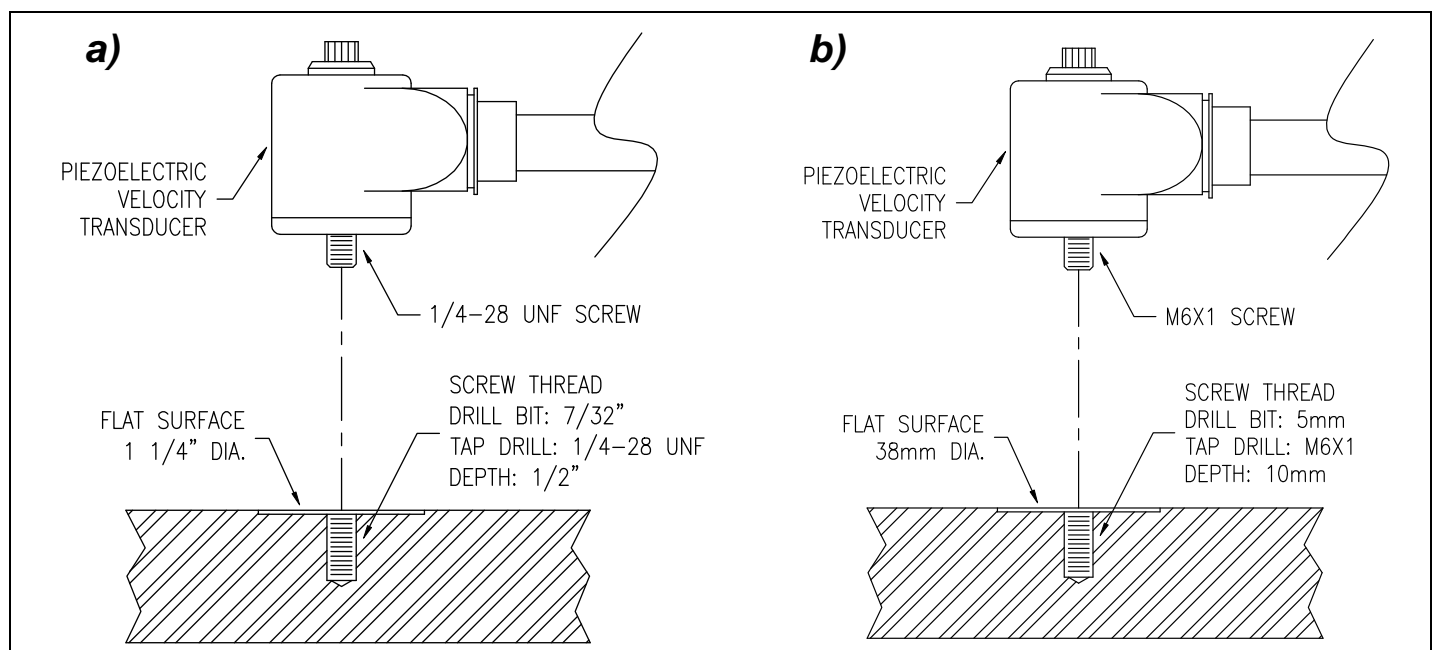 a)
PIEZOELECTRIC
VELOCITY
TRANSDUCER
1/4-28 UNF SCREW
SCREW THREAD
DRILL BIT: 7/32"
TAP DRILL: 1/4-28 UNF
DEPTH: 1/2"
FLAT SURFACE
1 1/4" DIA.
b)
PIEZOELECTRIC
VELOCITY
TRANSDUCER
M6X1 SCREW
SCREW THREAD
DRILL BIT: 5mm
TAP DRILL: M6X1
DEPTH: 10mm
FLAT SURFACE
38mm DIA.